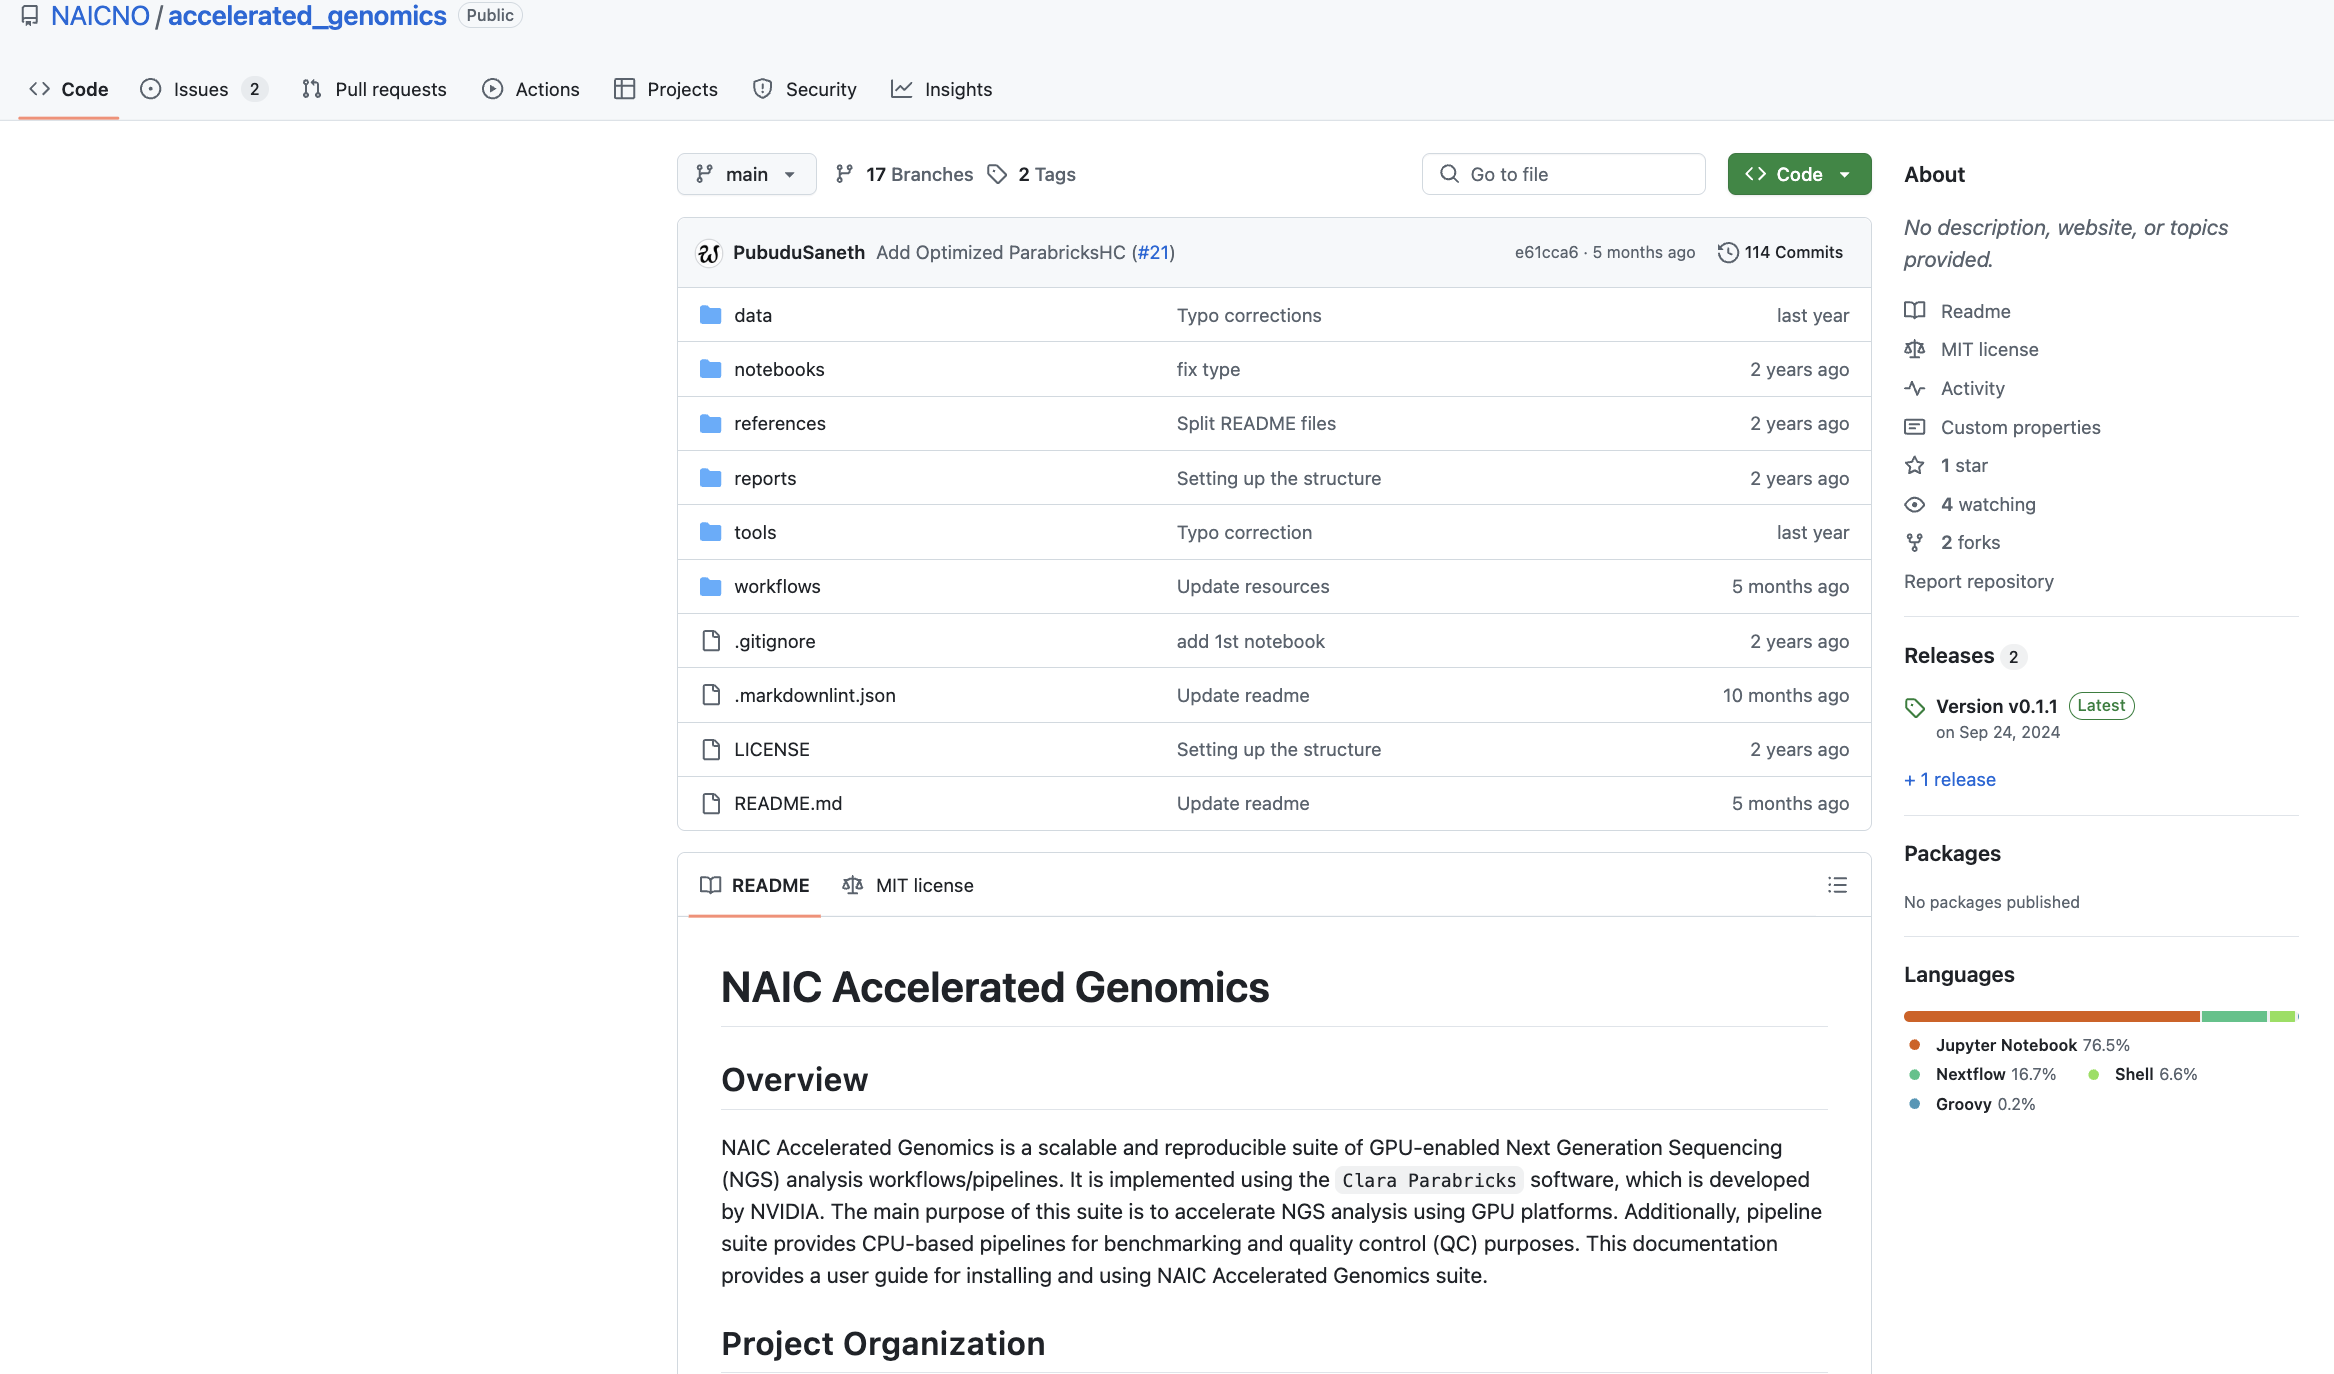 NAICNO / accelerated_genomics Public
Code Issues 2 Pull requests Actions Projects Security Insights
main 17 Branches 2 Tags Go to file Code
PubuduSaneth Add Optimized ParabricksHC (#21) e61cca6 · 5 months ago 114 Commits
data Typo corrections last year
notebooks fix type 2 years ago
references Split README files 2 years ago
reports Setting up the structure 2 years ago
tools Typo correction last year
workflows Update resources 5 months ago
.gitignore add 1st notebook 2 years ago
.markdownlint.json Update readme 10 months ago
LICENSE Setting up the structure 2 years ago
README.md Update readme 5 months ago
README MIT license
NAIC Accelerated Genomics
Overview
NAIC Accelerated Genomics is a scalable and reproducible suite of GPU-enabled Next Generation Sequencing
(NGS) analysis workflows/pipelines. It is implemented using the Clara Parabricks software, which is developed
by NVIDIA. The main purpose of this suite is to accelerate NGS analysis using GPU platforms. Additionally, pipeline
suite provides CPU-based pipelines for benchmarking and quality control (QC) purposes. This documentation
provides a user guide for installing and using NAIC Accelerated Genomics suite.
Project Organization
About
No description, website, or topics
provided.
Readme
MIT license
Activity
Custom properties
1 star
4 watching
2 forks
Report repository
Releases 2
Version v0.1.1 Latest
on Sep 24, 2024
+ 1 release
Packages
No packages published
Languages
Jupyter Notebook 76.5%
Nextflow 16.7% Shell 6.6%
Groovy 0.2%